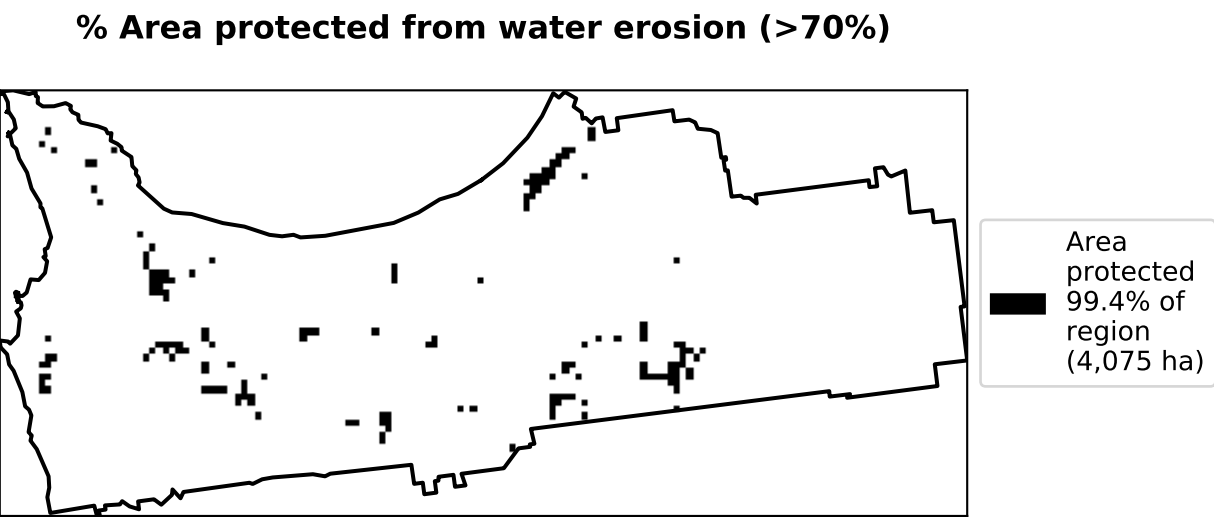 % Area protected from water erosion (>70%)
Area
protected
99.4% of
region
(4,075 ha)